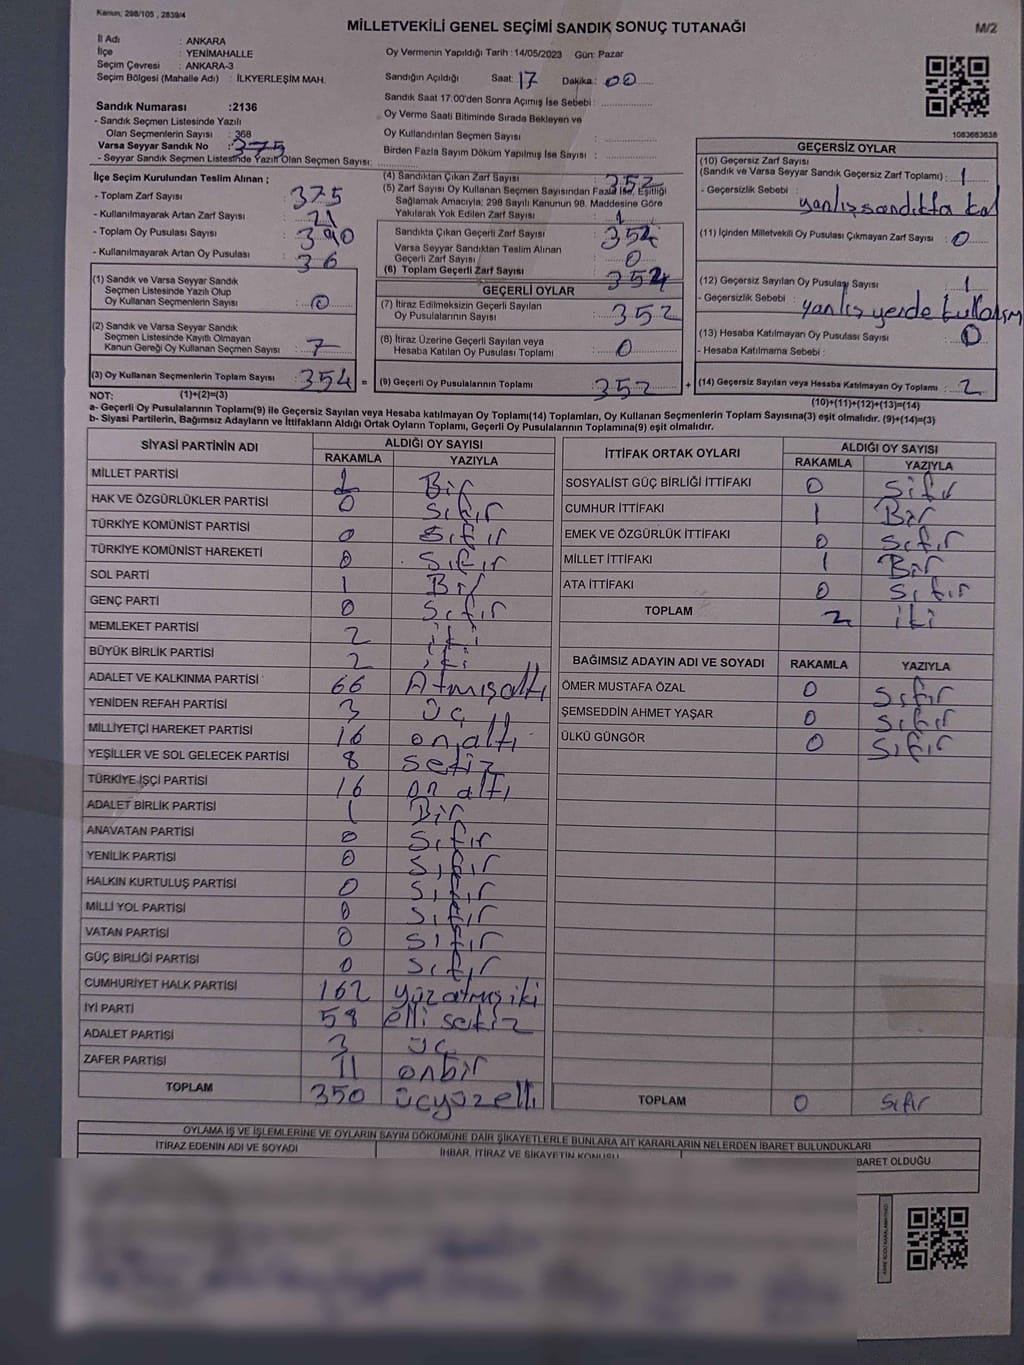 Kanun: 298/105 , 2839/4
MİLLETVEKİLİ GENEL SEÇİMİ SANDIK SONUÇ TUTANAĞI
M/2
İl Adı : ANKARA
İlçe : YENİMAHALLE
Seçim Çevresi : ANKARA-3
Seçim Bölgesi (Mahalle Adı) : İLKYERLEŞİM MAH.
Oy Vermenin Yapıldığı Tarih : 14/05/2023 Gün: Pazar
Sandığın Açıldığı Saat: 17 Dakika : 00
Sandık Saat 17:00'den Sonra Açımış İse Sebebi :
Oy Verme Saati Bitiminde Sırada Bekleyen ve
Oy Kullandırılan Seçmen Sayısı :
Birden Fazla Sayım Döküm Yapılmış İse Sayısı :
Sandık Numarası :2136
- Sandık Seçmen Listesinde Yazılı
Olan Seçmenlerin Sayısı : 368
Varsa Seyyar Sandık No : 375
- Seyyar Sandık Seçmen Listesinde Yazılı Olan Seçmen Sayısı:
1083683638
İlçe Seçim Kurulundan Teslim Alınan ;
- Toplam Zarf Sayısı : 375
- Kullanılmayarak Artan Zarf Sayısı : 21
- Toplam Oy Pusulası Sayısı : 390
- Kullanılmayarak Artan Oy Pusulası : 36
(1) Sandık ve Varsa Seyyar Sandık
Seçmen Listesinde Yazılı Olup
Oy Kullanan Seçmenlerin Sayısı : 0
(2) Sandık ve Varsa Seyyar Sandık
Seçmen Listesinde Kayıtlı Olmayan
Kanun Gereği Oy Kullanan Seçmen Sayısı : 7
(3) Oy Kullanan Seçmenlerin Toplam Sayısı : 354 =
(4) Sandıktan Çıkan Zarf Sayısı : 352
(5) Zarf Sayısı Oy Kullanan Seçmen Sayısından Fazla İse, Eşitliği
Sağlamak Amacıyla; 298 Sayılı Kanunun 98. Maddesine Göre
Yakılarak Yok Edilen Zarf Sayısı : 1
Sandıkta Çıkan Geçerli Zarf Sayısı : 354
Varsa Seyyar Sandıktan Teslim Alınan
Geçerli Zarf Sayısı : 0
(6) Toplam Geçerli Zarf Sayısı : 354
GEÇERLİ OYLAR
(7) İtiraz Edilmeksizin Geçerli Sayılan
Oy Pusulalarının Sayısı : 352
(8) İtiraz Üzerine Geçerli Sayılan veya
Hesaba Katılan Oy Pusulası Toplamı : 0
(9) Geçerli Oy Pusulalarının Toplamı : 352 +
GEÇERSİZ OYLAR
(10) Geçersiz Zarf Sayısı
(Sandık ve Varsa Seyyar Sandık Geçersiz Zarf Toplamı) : 1
- Geçersizlik Sebebi : yanlış sandıkta kal
(11) İçinden Milletvekili Oy Pusulası Çıkmayan Zarf Sayısı : 0
(12) Geçersiz Sayılan Oy Pusulası Sayısı : 1
- Geçersizlik Sebebi : yanlış yerde kullanım
(13) Hesaba Katılmayan Oy Pusulası Sayısı : 0
- Hesaba Katılmama Sebebi :
(14) Geçersiz Sayılan veya Hesaba Katılmayan Oy Toplamı : 2
NOT: (1)+(2)=(3)
(10)+(11)+(12)+(13)=(14)
a- Geçerli Oy Pusulalarının Toplamı(9) ile Geçersiz Sayılan veya Hesaba katılmayan Oy Toplamı(14) Toplamları, Oy Kullanan Seçmenlerin Toplam Sayısına(3) eşit olmalıdır. (9)+(14)=(3)
b- Siyasi Partilerin, Bağımsız Adayların ve İttifakların Aldığı Ortak Oyların Toplamı, Geçerli Oy Pusulalarının Toplamına(9) eşit olmalıdır.
SİYASİ PARTİNİN ADI ALDIĞI OY SAYISI
RAKAMLA YAZIYLA
MİLLET PARTİSİ 1 Bir
HAK VE ÖZGÜRLÜKLER PARTİSİ 0 Sıfır
TÜRKİYE KOMÜNİST PARTİSİ 0 Sıfır
TÜRKİYE KOMÜNİST HAREKETİ 0 Sıfır
SOL PARTİ 1 Bir
GENÇ PARTİ 0 Sıfır
MEMLEKET PARTİSİ 2 iki
BÜYÜK BİRLİK PARTİSİ 2 iki
ADALET VE KALKINMA PARTİSİ 66 Atmışaltı
YENİDEN REFAH PARTİSİ 3 üç
MİLLİYETÇİ HAREKET PARTİSİ 16 on altı
YEŞİLLER VE SOL GELECEK PARTİSİ 8 sekiz
TÜRKİYE İŞÇİ PARTİSİ 16 on altı
ADALET BİRLİK PARTİSİ 1 Bir
ANAVATAN PARTİSİ 0 Sıfır
YENİLİK PARTİSİ 0 Sıfır
HALKIN KURTULUŞ PARTİSİ 0 Sıfır
MİLLİ YOL PARTİSİ 0 Sıfır
VATAN PARTİSİ 0 Sıfır
GÜÇ BİRLİĞİ PARTİSİ 0 Sıfır
CUMHURİYET HALK PARTİSİ 162 yüzatmış iki
İYİ PARTİ 58 elli sekiz
ADALET PARTİSİ 3 üç
ZAFER PARTİSİ 11 onbir
TOPLAM 350 üçyüzelli
İTTİFAK ORTAK OYLARI ALDIĞI OY SAYISI
RAKAMLA YAZIYLA
SOSYALİST GÜÇ BİRLİĞİ İTTİFAKI 0 Sıfır
CUMHUR İTTİFAKI 1 Bir
EMEK VE ÖZGÜRLÜK İTTİFAKI 0 Sıfır
MİLLET İTTİFAKI 1 Bir
ATA İTTİFAKI 0 Sıfır
TOPLAM 2 iki
BAĞIMSIZ ADAYIN ADI VE SOYADI RAKAMLA YAZIYLA
ÖMER MUSTAFA ÖZAL 0 Sıfır
ŞEMSEDDİN AHMET YAŞAR 0 Sıfır
ÜLKÜ GÜNGÖR 0 Sıfır
TOPLAM 0 Sıfır
OYLAMA İŞ VE İŞLEMLERİNE VE OYLARIN SAYIM DÖKÜMÜNE DAİR ŞİKAYETLERLE BUNLARA AİT KARARLARIN NELERDEN İBARET BULUNDUKLARI
İTİRAZ EDENİN ADI VE SOYADI İHBAR, İTİRAZ VE ŞİKAYETİN KONUSU BARET OLDUĞU